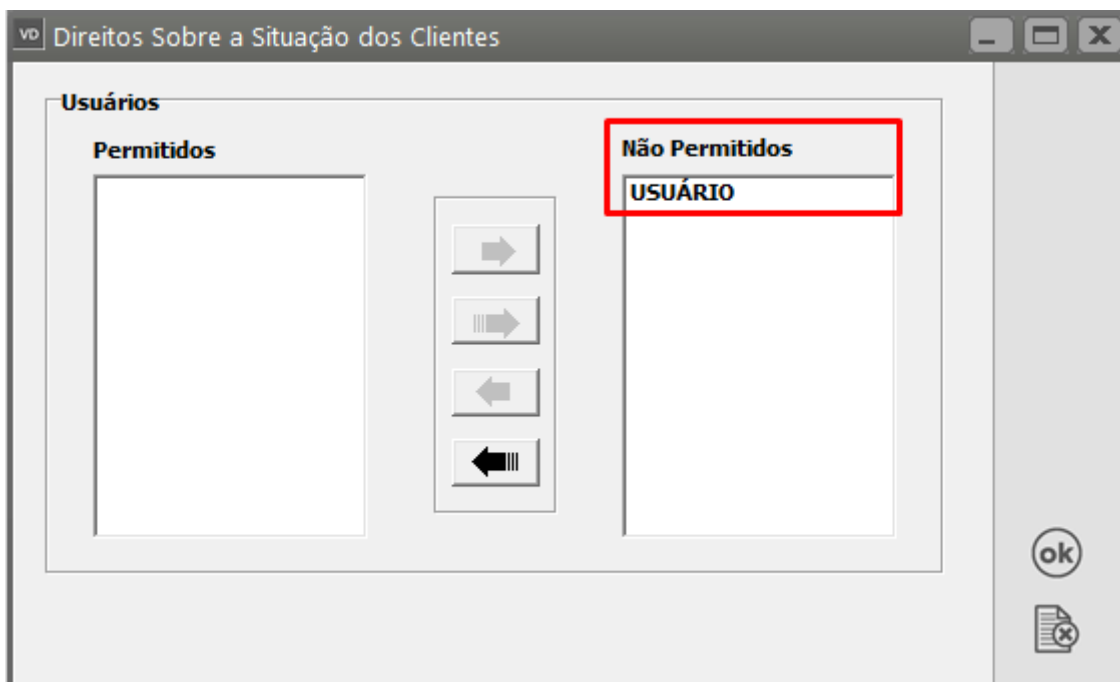 VD Direitos Sobre a Situação dos Clientes
Usuários
Permitidos
Não Permitidos
USUÁRIO
ok